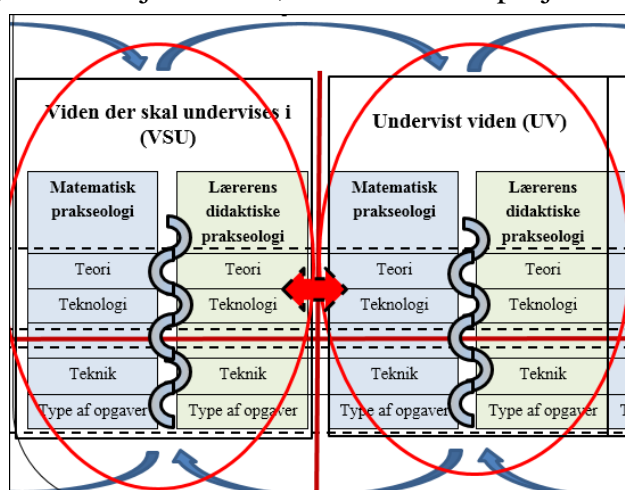 Viden der skal undervises i
(VSU)
Matematisk
prakseologi
Lærerens
didaktiske
prakseologi
Teori
Teori
Teknologi
Teknologi
Teknik
Teknik
Type af opgaver
Type af opgaver
Undervist viden (UV)
Matematisk
prakseologi
Lærerens
didaktiske
prakseologi
Teori
Teori
Teknologi
Teknologi
Teknik
Teknik
Type af opgaver
Type af opgaver